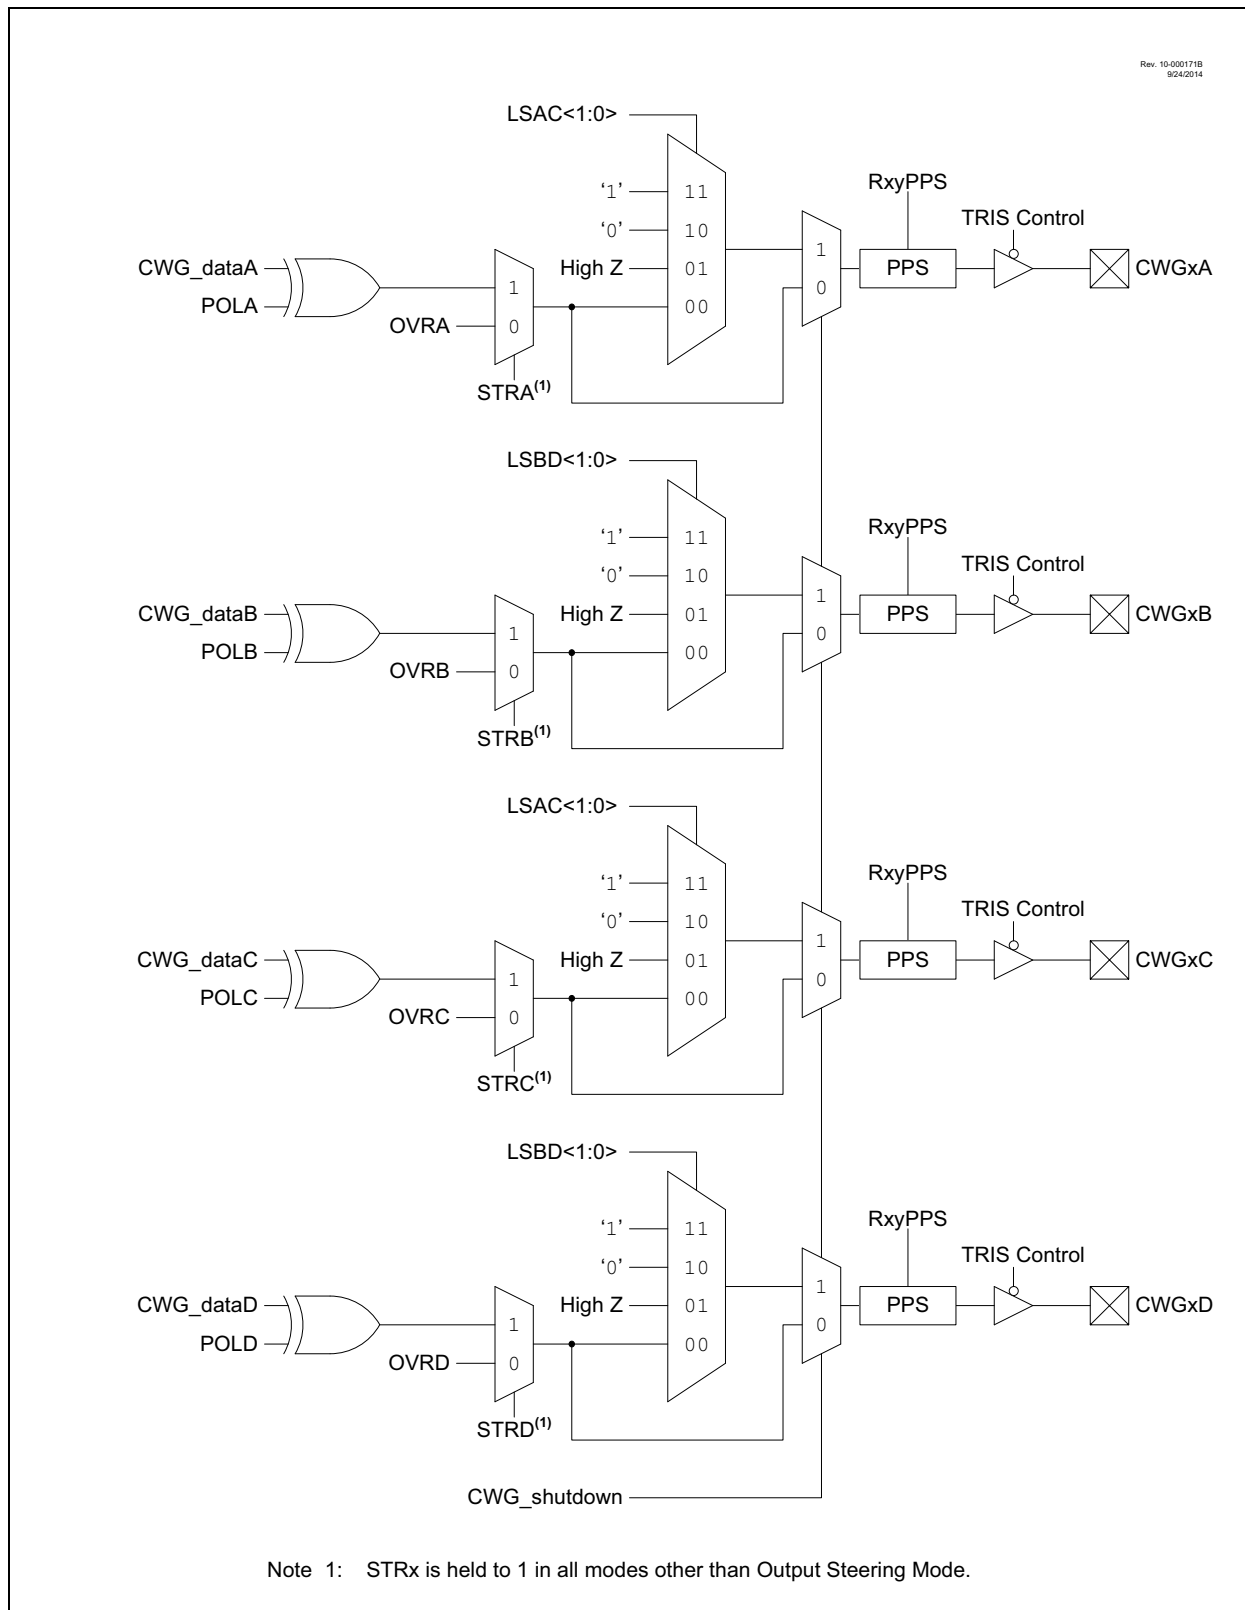 Rev. 10-000171B
9/24/2014
LSAC<1:0>
‘1’ 11
‘0’ 10
High Z 01
00
CWG_dataA
POLA
OVRA
1
0
STRA(1)
1
0
RxyPPS
PPS
TRIS Control
CWGxA
LSBD<1:0>
‘1’ 11
‘0’ 10
High Z 01
00
CWG_dataB
POLB
OVRB
1
0
STRB(1)
1
0
RxyPPS
PPS
TRIS Control
CWGxB
LSAC<1:0>
‘1’ 11
‘0’ 10
High Z 01
00
CWG_dataC
POLC
OVRC
1
0
STRC(1)
1
0
RxyPPS
PPS
TRIS Control
CWGxC
LSBD<1:0>
‘1’ 11
‘0’ 10
High Z 01
00
CWG_dataD
POLD
OVRD
1
0
STRD(1)
1
0
RxyPPS
PPS
TRIS Control
CWGxD
CWG_shutdown
Note 1: STRx is held to 1 in all modes other than Output Steering Mode.